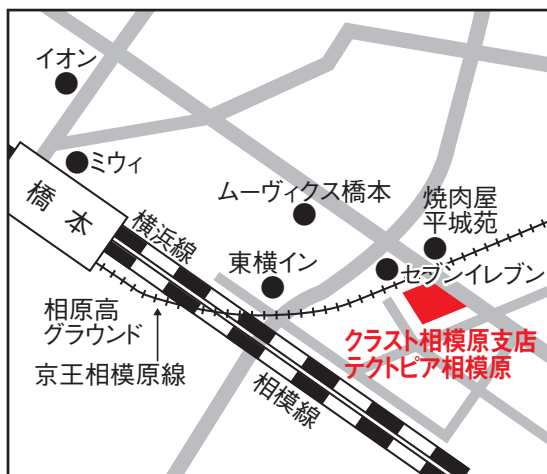 イオン
ミウィ
橋本
横浜線
ムーヴィクス橋本
焼肉屋
平城苑
東横イン
セブンイレブン
相原高
グラウンド
京王相模原線
相模線
クラスト相模原支店
テクトピア相模原